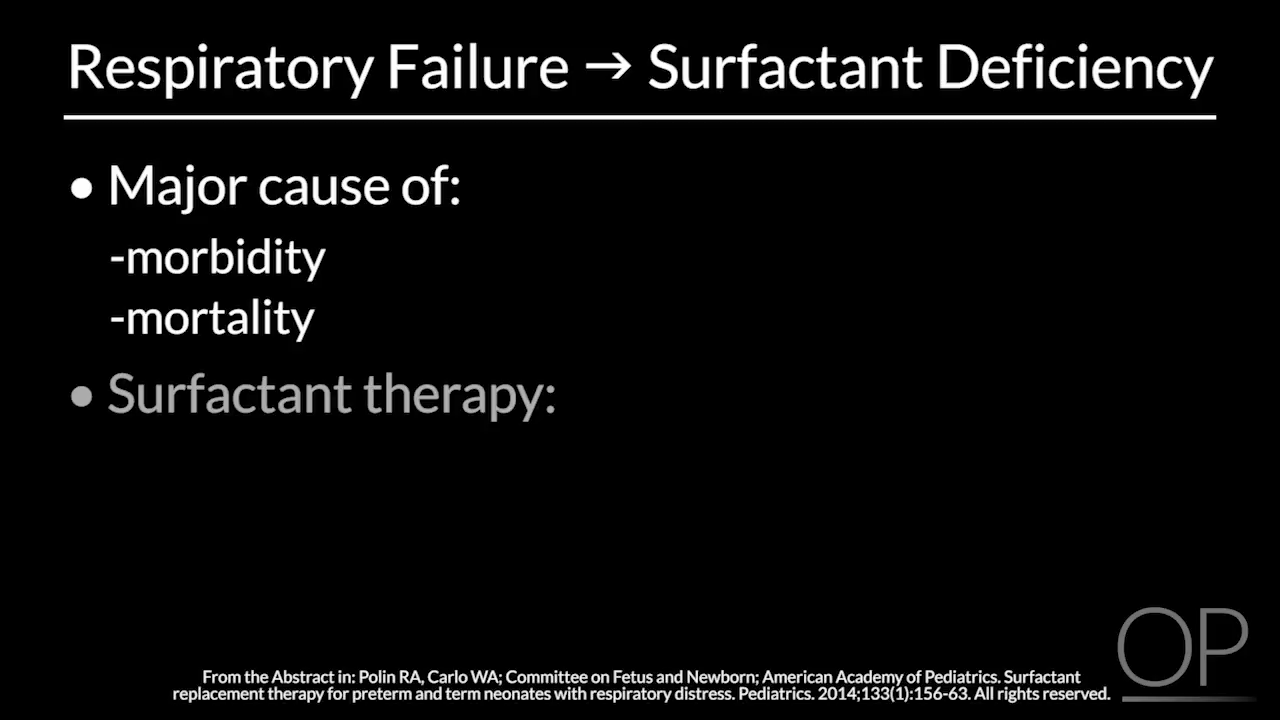 Respiratory Failure → Surfactant Deficiency
• Major cause of:
-morbidity
-mortality
• Surfactant therapy:
OP
From the Abstract in: Polin RA, Carlo WA; Committee on Fetus and Newborn; American Academy of Pediatrics. Surfactant
replacement therapy for preterm and term neonates with respiratory distress. Pediatrics. 2014;133(1):156-63. All rights reserved.